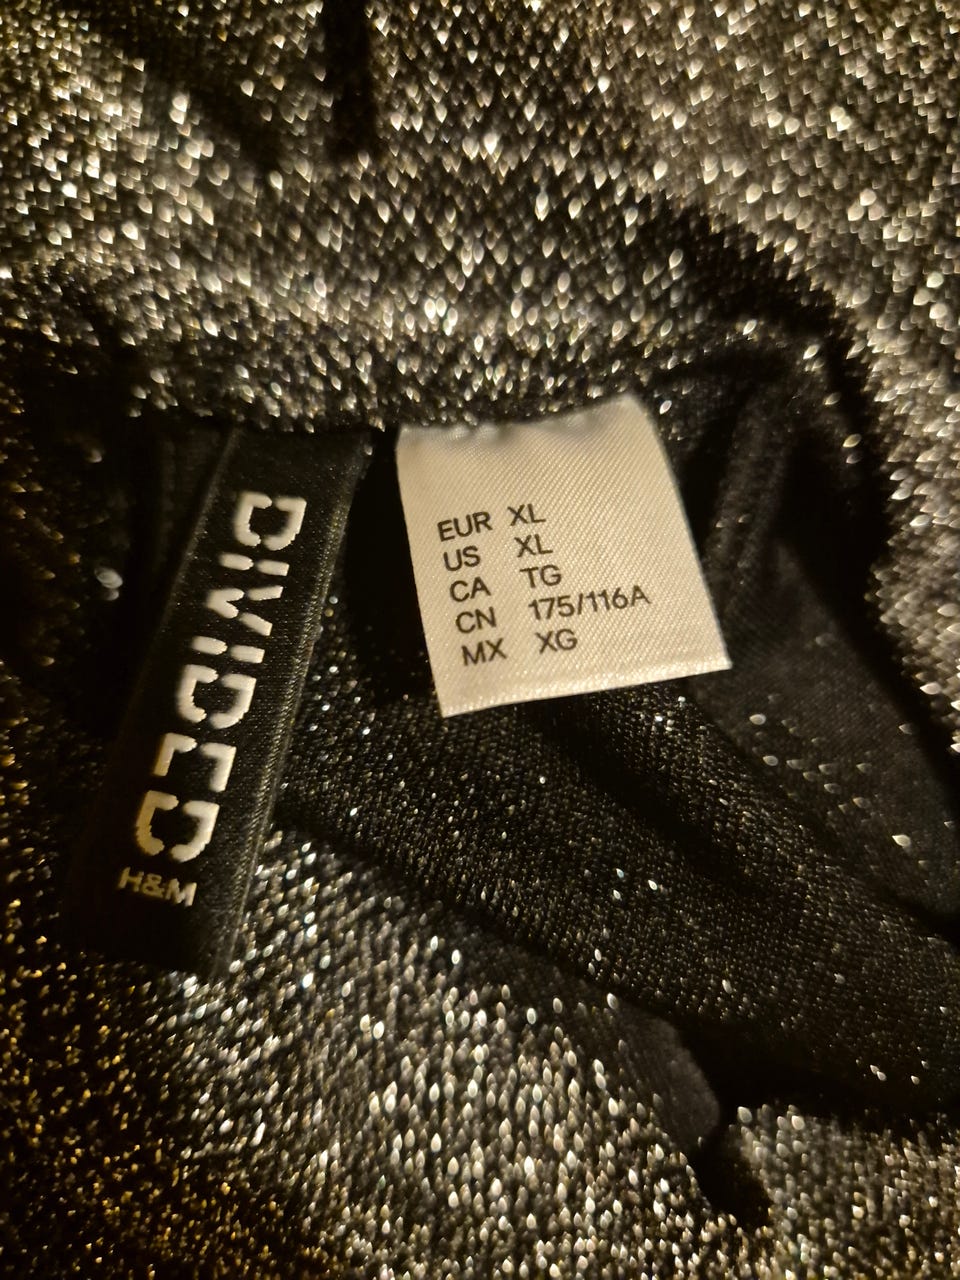 DIVIDED
H&M
EUR XL
US XL
CA TG
CN 175/116A
MX XG